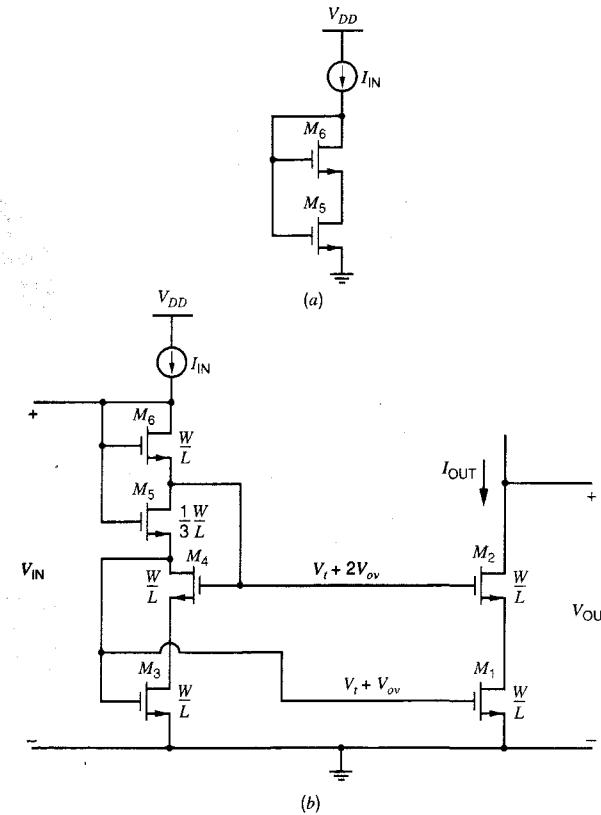 V_DD
I_IN
M_6
M_5
(a)
V_DD
I_IN
+
M_6
W/L
M_5
1/3 W/L
I_OUT
+
M_4
V_t + 2V_ov
M_2
V_IN
W/L
W/L
V_OU
M_3
V_t + V_ov
M_1
W/L
W/L
−
−
(b)